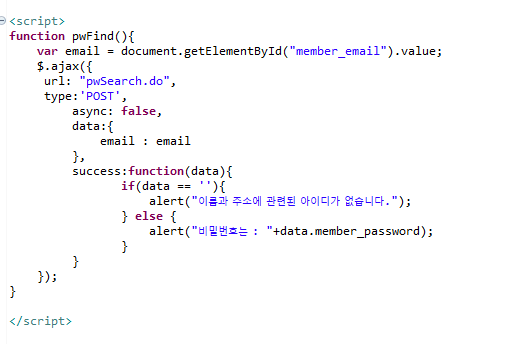 <script>
function pwFind(){
    var email = document.getElementById("member_email").value;
    $.ajax({
     url: "pwSearch.do",
     type:'POST',
         async: false,
         data:{
             email : email
         },
         success:function(data){
                if(data == ''){
                    alert("이름과 주소에 관련된 아이디가 없습니다.");
                } else {
                    alert("비밀번호는 : "+data.member_password);
                }
         }
    });
}
</script>